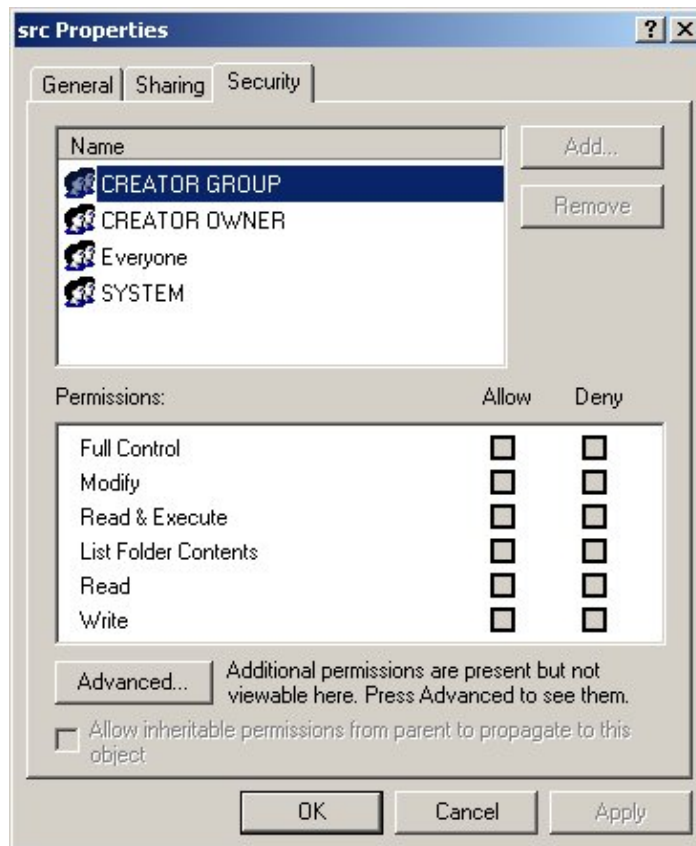 src Properties
General Sharing Security
Name
CREATOR GROUP
CREATOR OWNER
Everyone
SYSTEM
Add...
Remove
Permissions: Allow Deny
Full Control
Modify
Read & Execute
List Folder Contents
Read
Write
Advanced...
Additional permissions are present but not
viewable here. Press Advanced to see them.
Allow inheritable permissions from parent to propagate to this
object
OK Cancel Apply